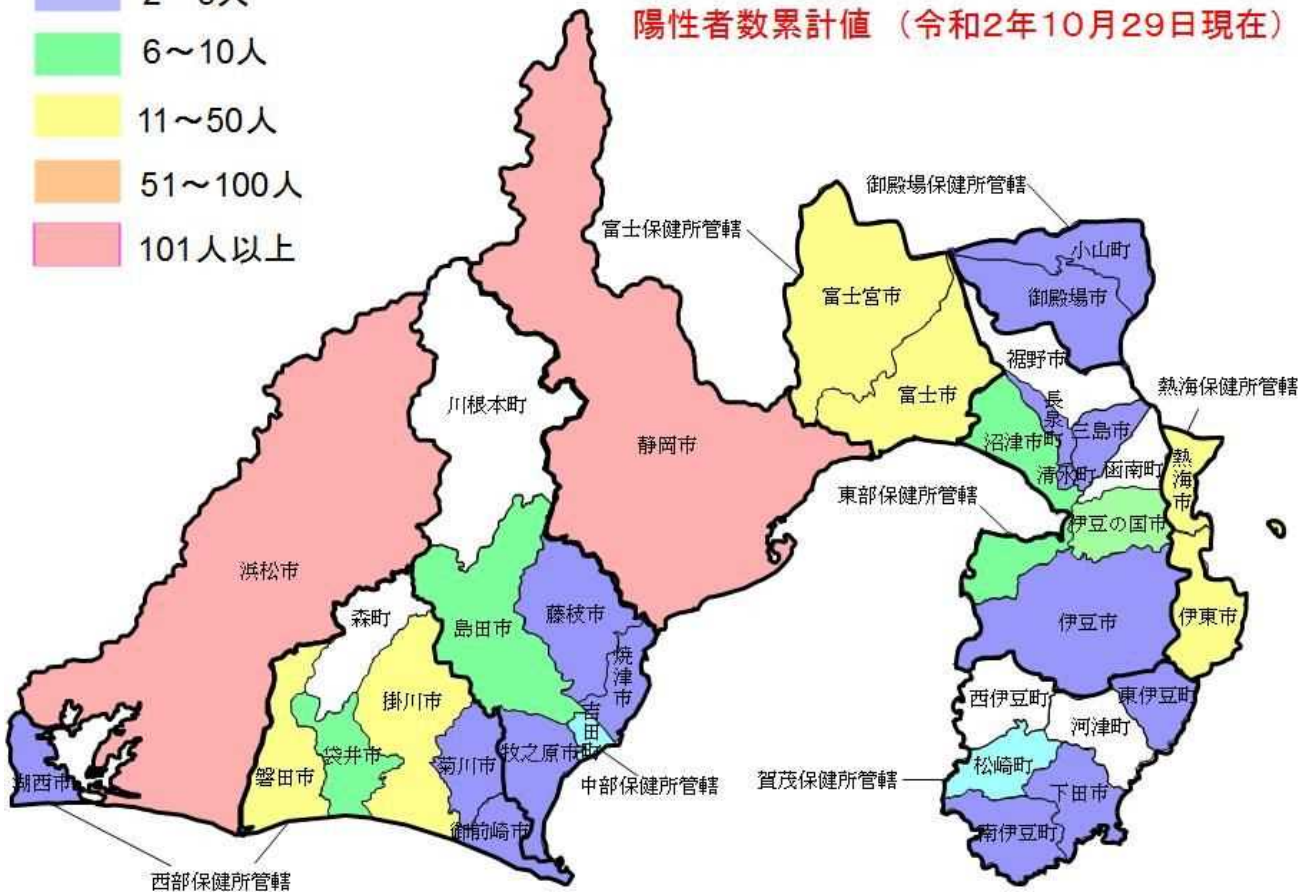 陽性者数累計値 (令和2年10月29日現在)
6～10人
11～50人
51～100人
101人以上
御殿場保健所管轄
富士保健所管轄
小山町
御殿場市
富士宮市
裾野市
熱海保健所管轄
富士市
長泉町
三島市
川根本町
静岡市
沼津市
函南町
熱海市
清水町
東部保健所管轄
伊豆の国市
浜松市
森町
藤枝市
島田市
伊豆市
伊東市
焼津市
掛川市
西伊豆町
東伊豆町
河津町
吉田町
袋井市
牧之原市
菊川市
磐田市
湖西市
松崎町
中部保健所管轄
賀茂保健所管轄
下田市
御前崎市
南伊豆町
西部保健所管轄